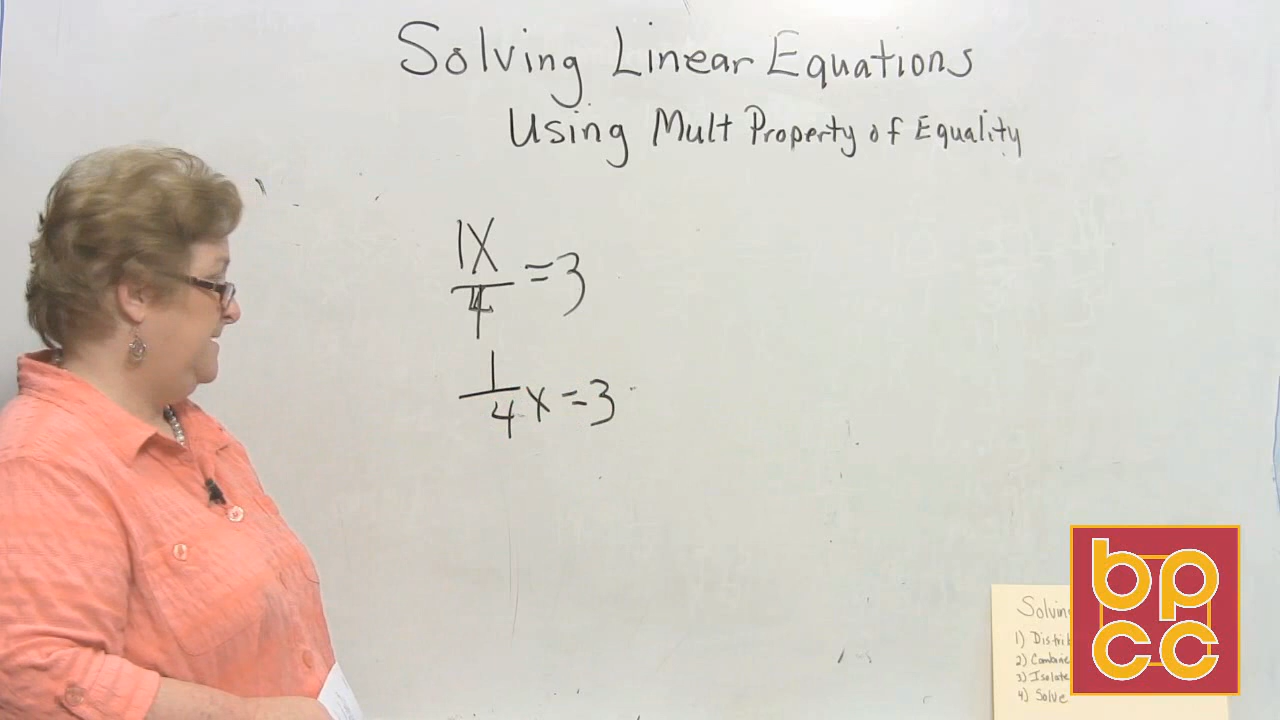 Solving Linear Equations
Using Mult Property of Equality
1X
4
=3
1
4
x=3
Solvin
1) Distrib
2) Combine
3) Isolate
4) Solve
bp
cc